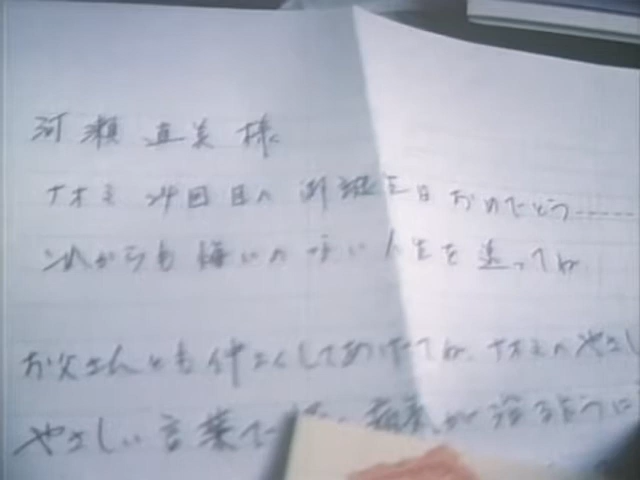 河瀬直美様
ナオミ 24回目の お誕生日 おめでとう……
これからも 悔いの 無い 人生を 送ってね
お父さんとも 仲よくしてあげてね ナオミの やさし
やさしい 言葉で